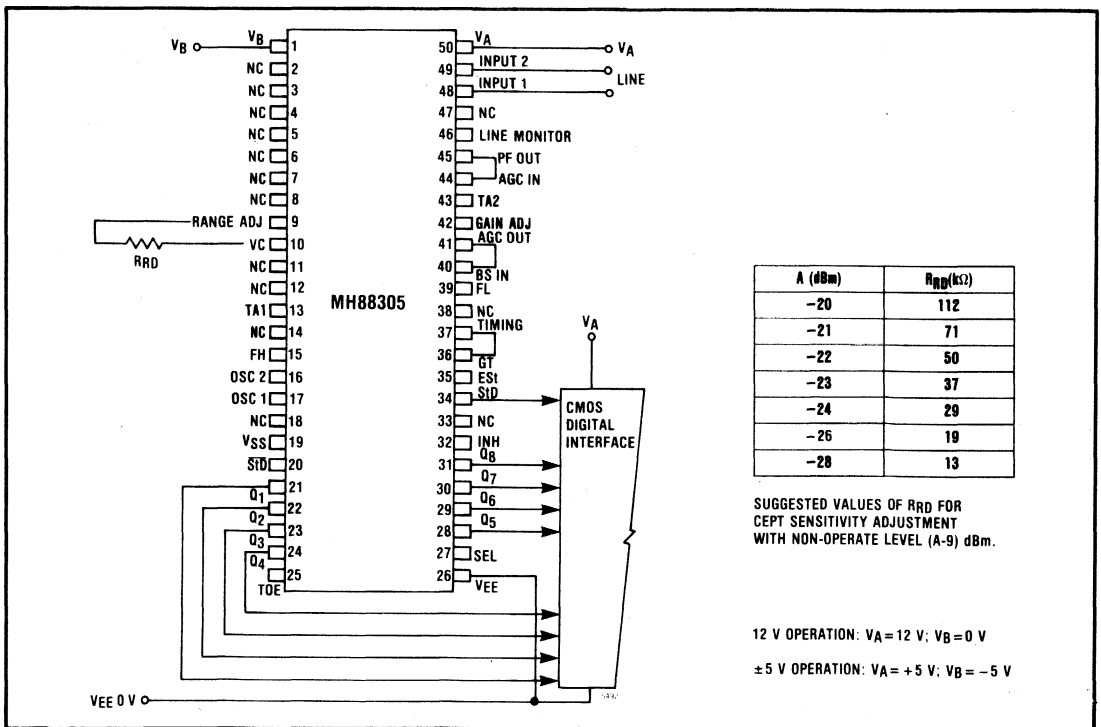 VB VB 1
NC 2
NC 3
NC 4
NC 5
NC 6
NC 7
NC 8
RANGE ADJ 9
VC 10
RRD
NC 11
NC 12
TA1 13
NC 14
FH 15
OSC 2 16
OSC 1 17
NC 18
VSS 19
StD 20
21
Q1 22
Q2 23
Q3 24
Q4 25
TOE
MH88305
50 VA VA
49 INPUT 2
LINE
48 INPUT 1
47 NC
46 LINE MONITOR
45 PF OUT
44 AGC IN
43 TA2
42 GAIN ADJ
41 AGC OUT
40 BS IN
39 FL
38 NC
37 TIMING
36 GT
35 ESt
34 StD
33 NC
32 INH
31 Q8
30 Q7
29 Q6
28 Q5
27 SEL
26 VEE
VA
CMOS
DIGITAL
INTERFACE
VEE 0 V
A (dBm) RRD(kΩ)
−20 112
−21 71
−22 50
−23 37
−24 29
−26 19
−28 13
SUGGESTED VALUES OF RRD FOR
CEPT SENSITIVITY ADJUSTMENT
WITH NON-OPERATE LEVEL (A-9) dBm.
12 V OPERATION: VA = 12 V; VB = 0 V
±5 V OPERATION: VA = +5 V; VB = −5 V